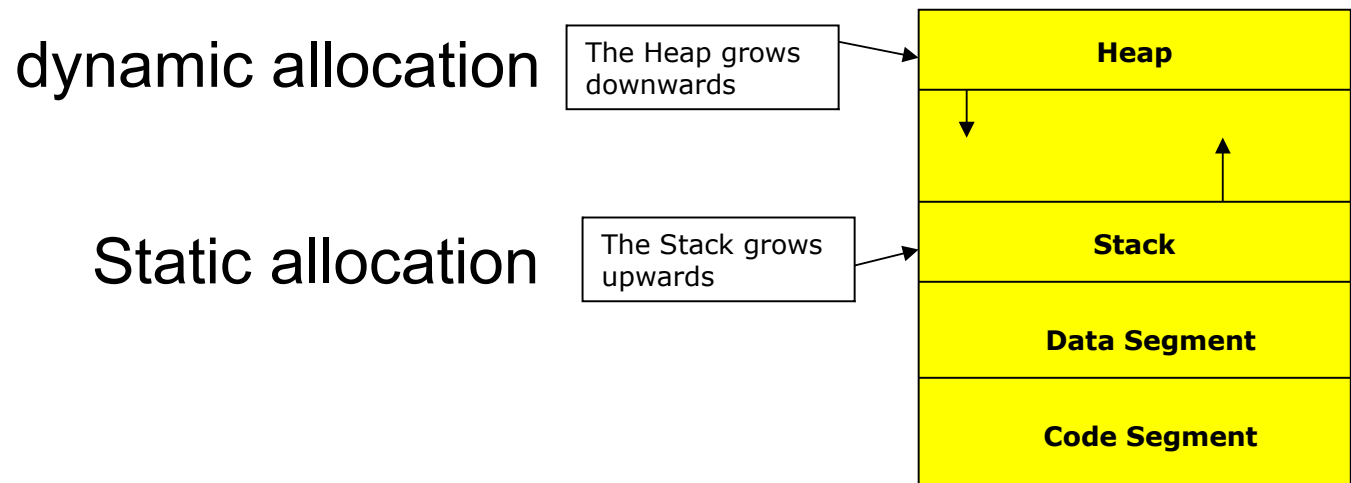 dynamic allocation
The Heap grows
downwards
Heap
Static allocation
The Stack grows
upwards
Stack
Data Segment
Code Segment